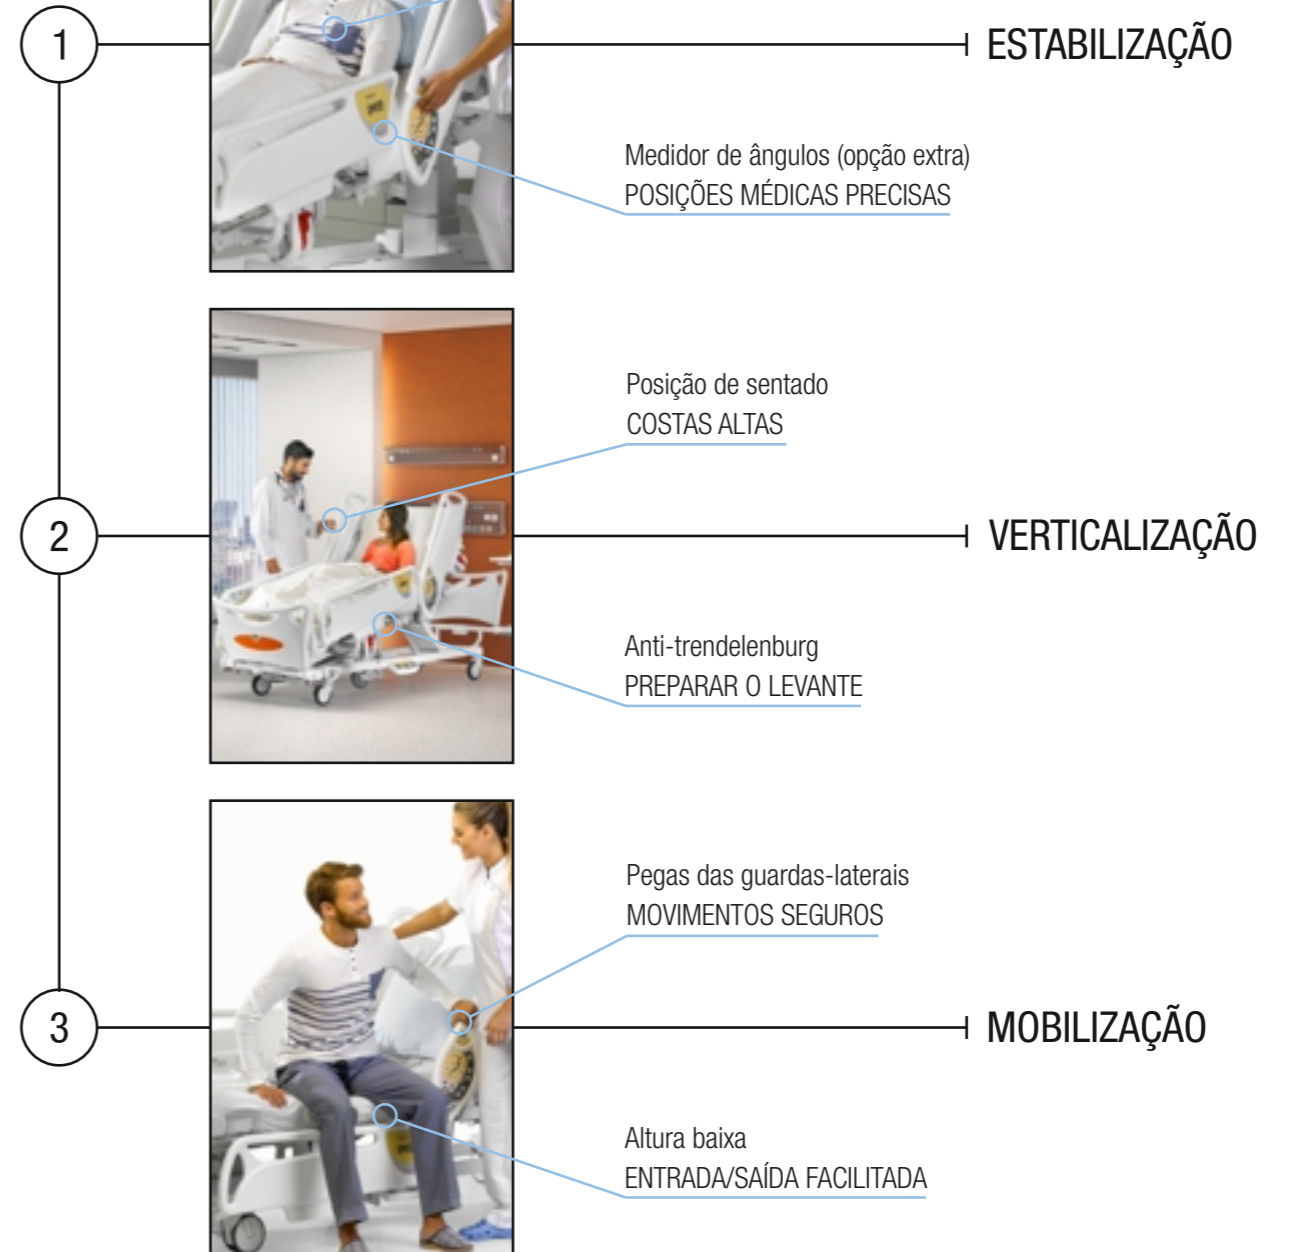 1
ESTABILIZAÇÃO
Medidor de ângulos (opção extra)
POSIÇÕES MÉDICAS PRECISAS
Posição de sentado
COSTAS ALTAS
2
VERTICALIZAÇÃO
Anti-trendelenburg
PREPARAR O LEVANTE
Pegas das guardas-laterais
MOVIMENTOS SEGUROS
3
MOBILIZAÇÃO
Altura baixa
ENTRADA/SAÍDA FACILITADA